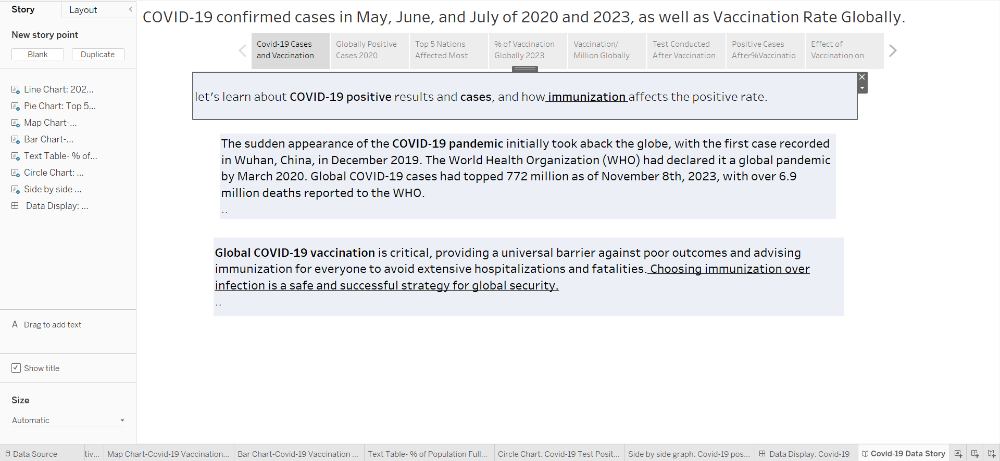 Story
Layout
New story point
Blank
Duplicate
Line Chart: 202...
Pie Chart: Top 5...
Map Chart-...
Bar Chart-...
Text Table- % of...
Circle Chart: ...
Side by side ...
Data Display: ...
A Drag to add text
Show title
Size
Automatic
COVID-19 confirmed cases in May, June, and July of 2020 and 2023, as well as Vaccination Rate Globally.
Covid-19 Cases
and Vaccination
Globally Positive
Cases 2020
Top 5 Nations
Affected Most
% of Vaccination
Globally 2023
Vaccination/
Million Globally
Test Conducted
After Vaccination
Positive Cases
After%Vaccinatio
Effect of
Vaccination on
let's learn about COVID-19 positive results and cases, and how immunization affects the positive rate.
The sudden appearance of the COVID-19 pandemic initially took aback the globe, with the first case recorded
in Wuhan, China, in December 2019. The World Health Organization (WHO) had declared it a global pandemic
by March 2020. Global COVID-19 cases had topped 772 million as of November 8th, 2023, with over 6.9
million deaths reported to the WHO.
..
Global COVID-19 vaccination is critical, providing a universal barrier against poor outcomes and advising
immunization for everyone to avoid extensive hospitalizations and fatalities. Choosing immunization over
infection is a safe and successful strategy for global security.
..
Data Source
tiv...
Map Chart-Covid-19 Vaccination...
Bar Chart-Covid-19 Vaccination ...
Text Table- % of Population Full...
Circle Chart: Covid-19 Test Posit...
Side by side graph: Covid-19 pos...
Data Display: Covid-19
Covid-19 Data Story